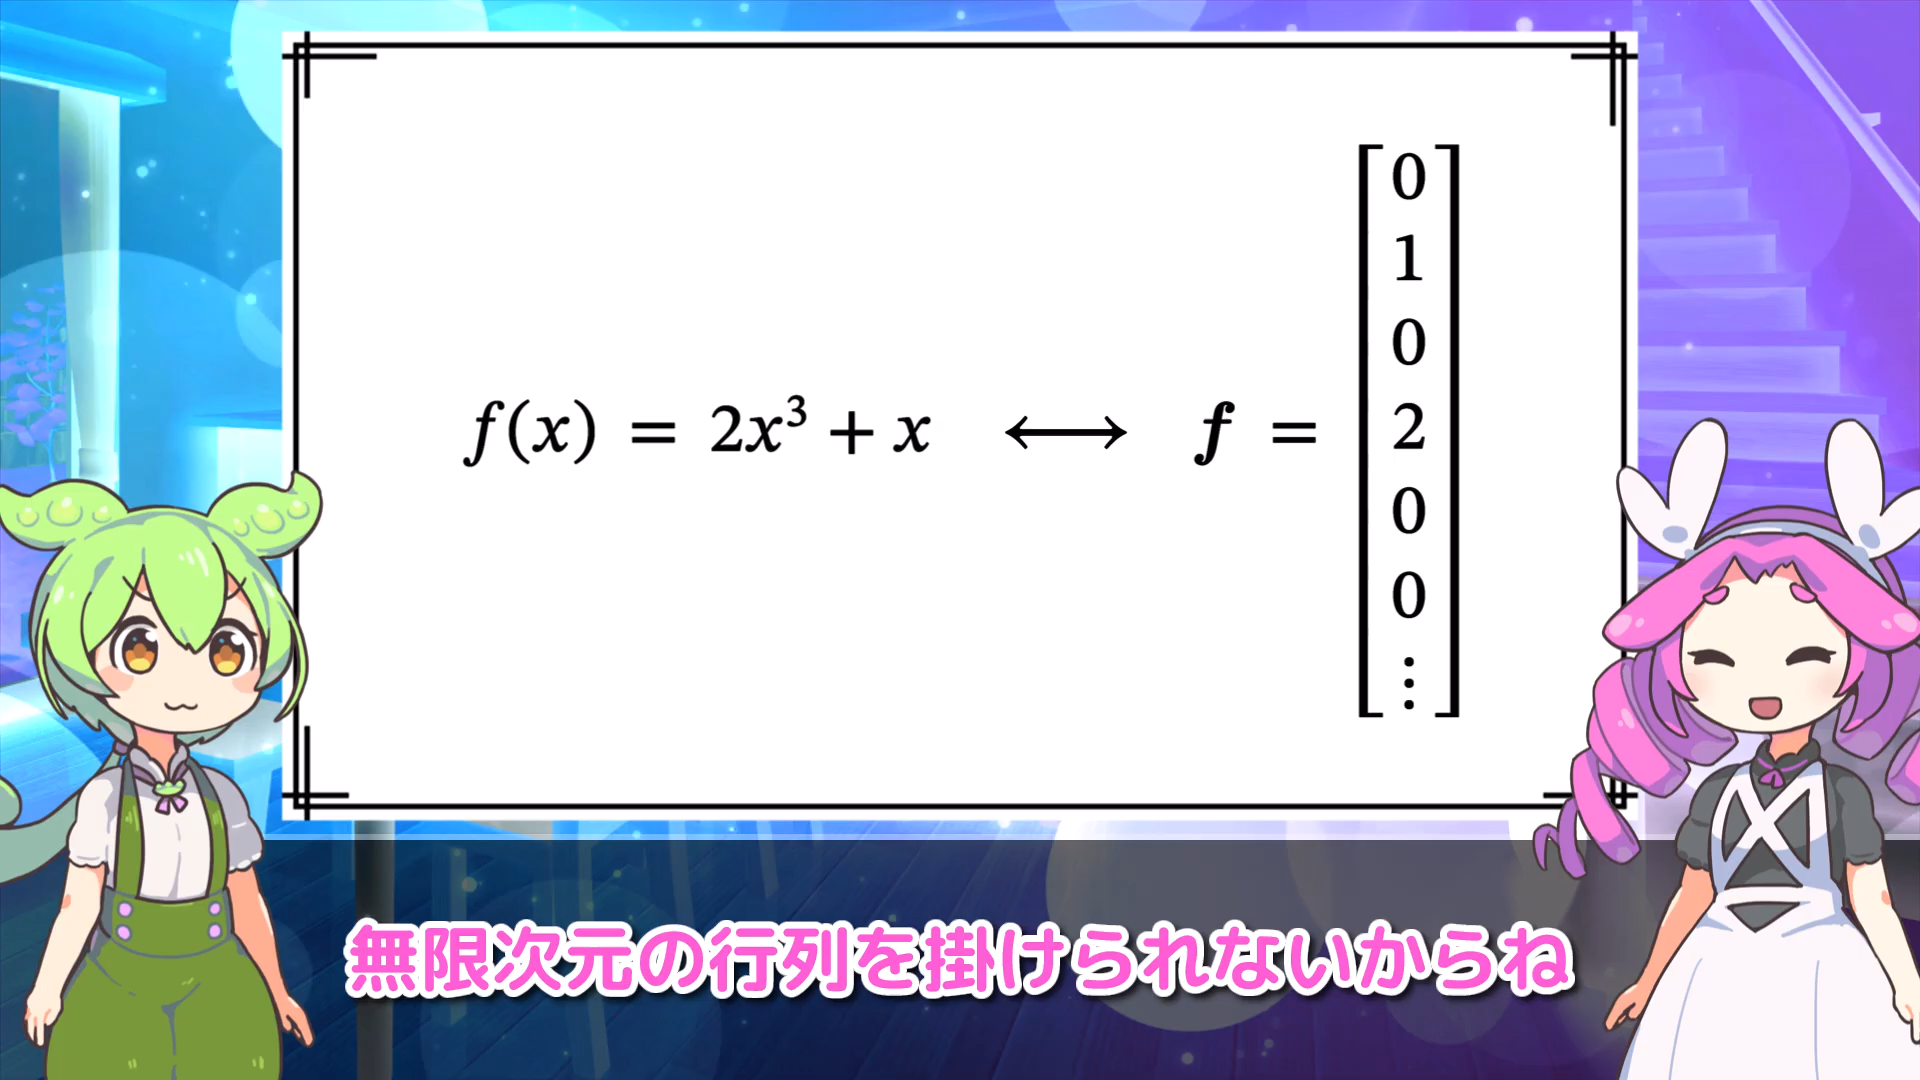 f(x) = 2x³ + x ⟷ f = [0 1 0 2 0 0 ⋮]
無限次元の行列を掛けられないからね